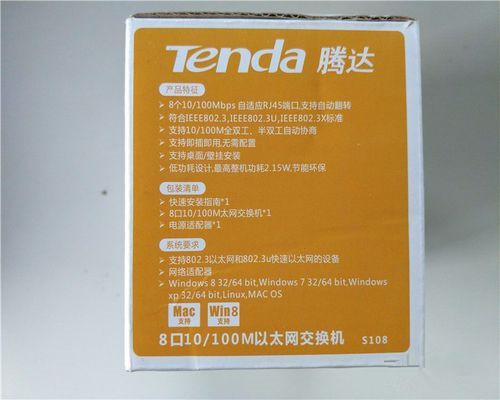 Tenda 腾达
产品特征
8个10/100Mbps 自适应RJ45端口,支持自动翻转
符合IEEE802.3,IEEE802.3U,IEEE802.3X标准
支持10/100M全双工、半双工自动协商
支持即插即用,无需配置
支持桌面/壁挂安装
低功耗设计,最高整机功耗2.15W,节能环保
包装清单
快速安装指南*1
8口10/100M太网交换机*1
电源适配器*1
系统要求
支持802.3以太网和802.3u快速以太网的设备
网络适配器
Windows 8 32/64 bit,Windows 7 32/64 bit,Windows
xp 32/64 bit,Linux,MAC OS
Mac 支持 Win8 支持
8口10/100M以太网交换机 S108